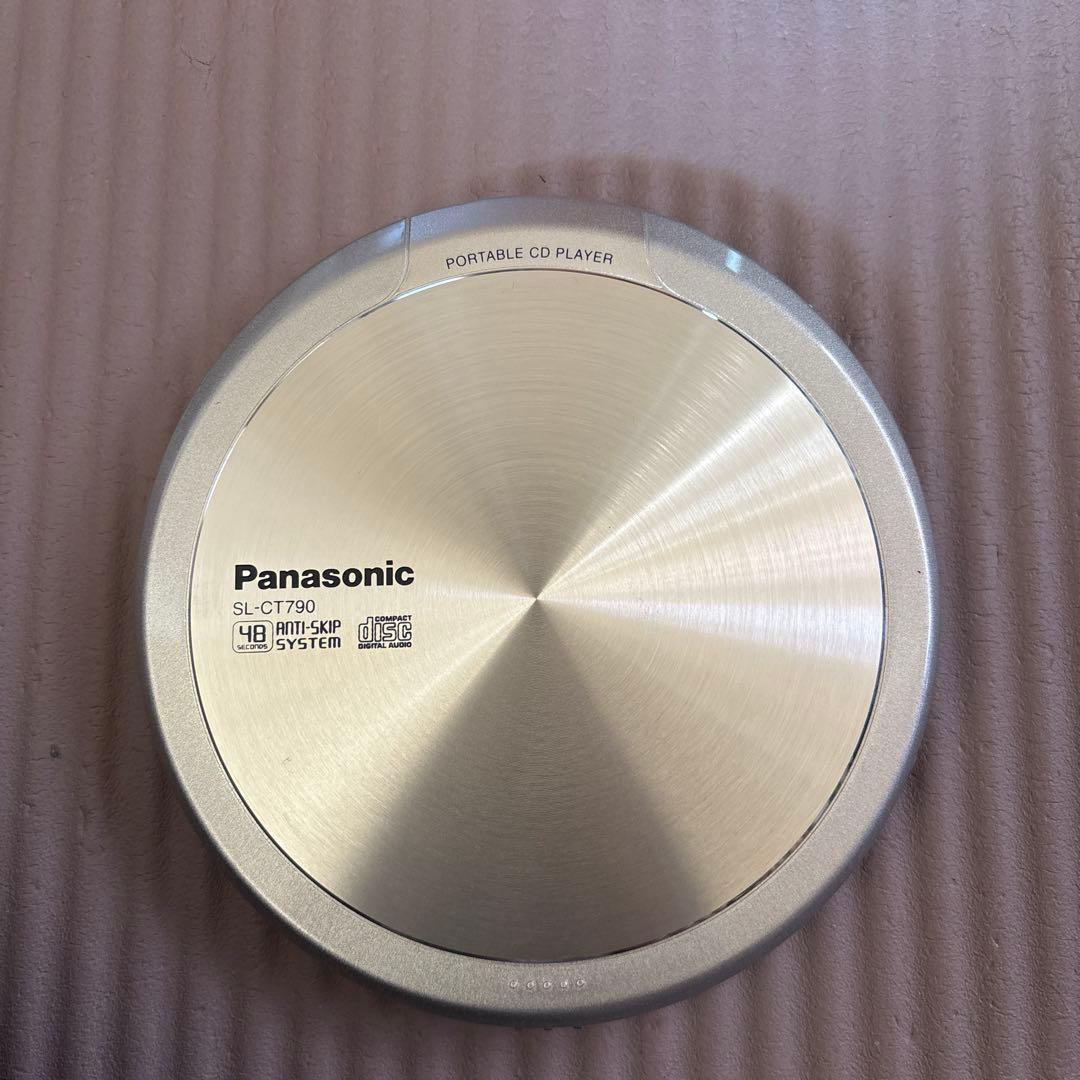 PORTABLE CD PLAYER
Panasonic
SL-CT790
48 SECONDS ANTI-SKIP SYSTEM
COMPACT disc DIGITAL AUDIO